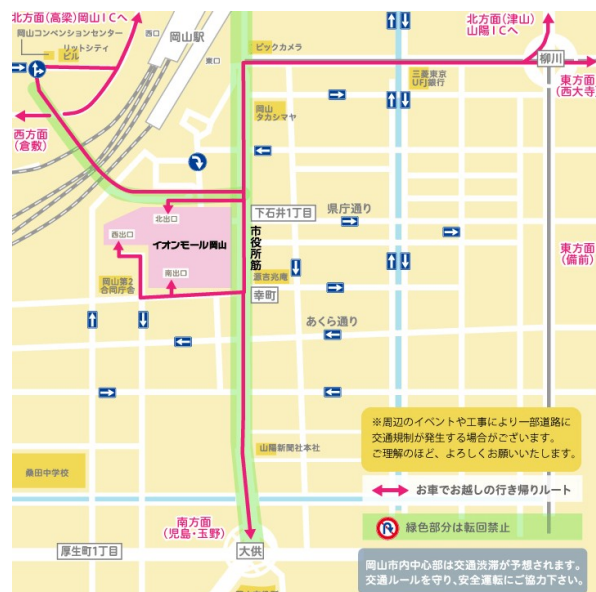 北方面(高梁)岡山ICへ
岡山コンベンションセンター
リットシティ
ビル
西口
岡山駅
東口
ビックカメラ
北方面(津山)
山陽ICへ
柳川
三菱東京
UFJ銀行
東方面
(西大寺)
西方面
(倉敷)
岡山
タカシマヤ
北出口
下石井1丁目
県庁通り
西出口
イオンモール岡山
市役所筋
東方面
(備前)
岡山第2
合同庁舎
南出口
源吉兆庵
幸町
あくら通り
※周辺のイベントや工事により一部道路に
交通規制が発生する場合がございます。
ご理解のほど、よろしくお願いいたします。
山陽新聞社本社
桑田中学校
お車でお越しの行き帰りルート
南方面
(児島・玉野)
緑色部分は転回禁止
厚生町1丁目
大供
岡山市内中心部は交通渋滞が予想されます。
交通ルールを守り、安全運転にご協力下さい。